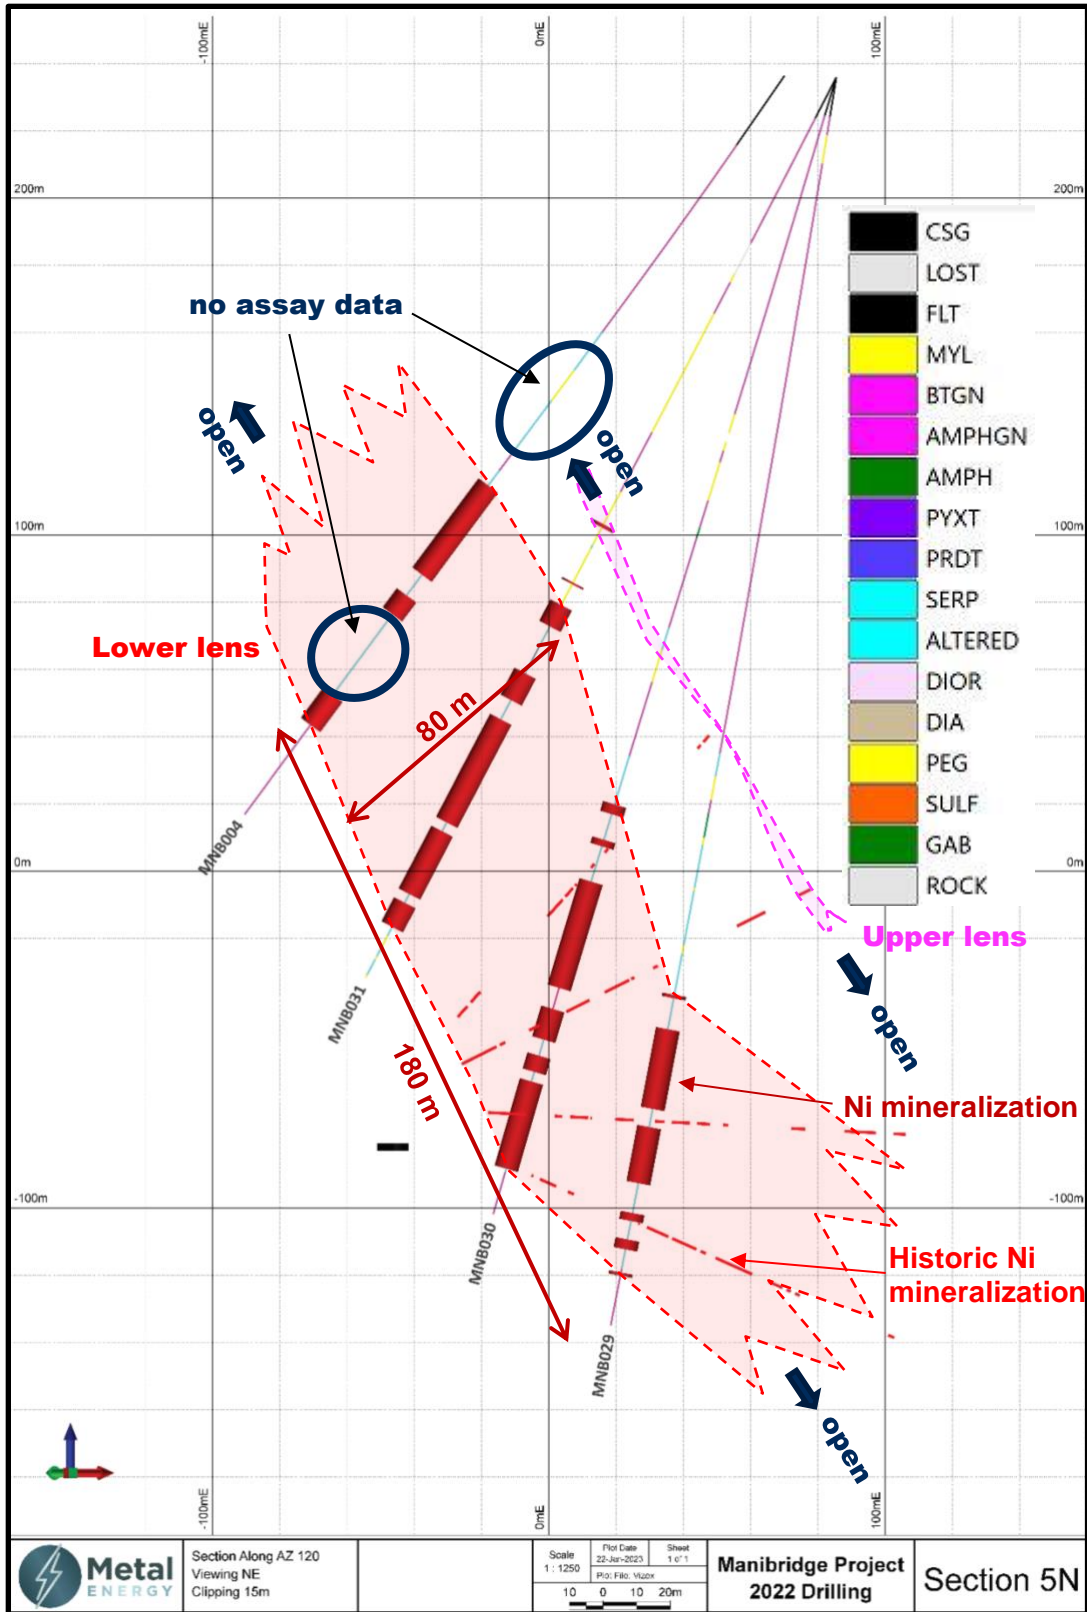 -100mE
0mE
100mE
200m
200m
CSG
LOST
FLT
MYL
BTGN
AMPHGN
AMPH
PYXT
PRDT
SERP
ALTERED
DIOR
DIA
PEG
SULF
GAB
ROCK
no assay data
open
open
100m
100m
Lower lens
80 m
MNB004
0m
0m
Upper lens
open
MNB031
180 m
Ni mineralization
-100m
-100m
MNB030
Historic Ni
mineralization
MNB029
open
-100mE
0mE
100mE
Metal
ENERGY
Section Along AZ 120
Viewing NE
Clipping 15m
Scale
1 : 1250
Plot Date
22-Jan-2023
Sheet
1 of 1
Plot File: Vizex
10 0 10 20m
Manibridge Project
2022 Drilling
Section 5N